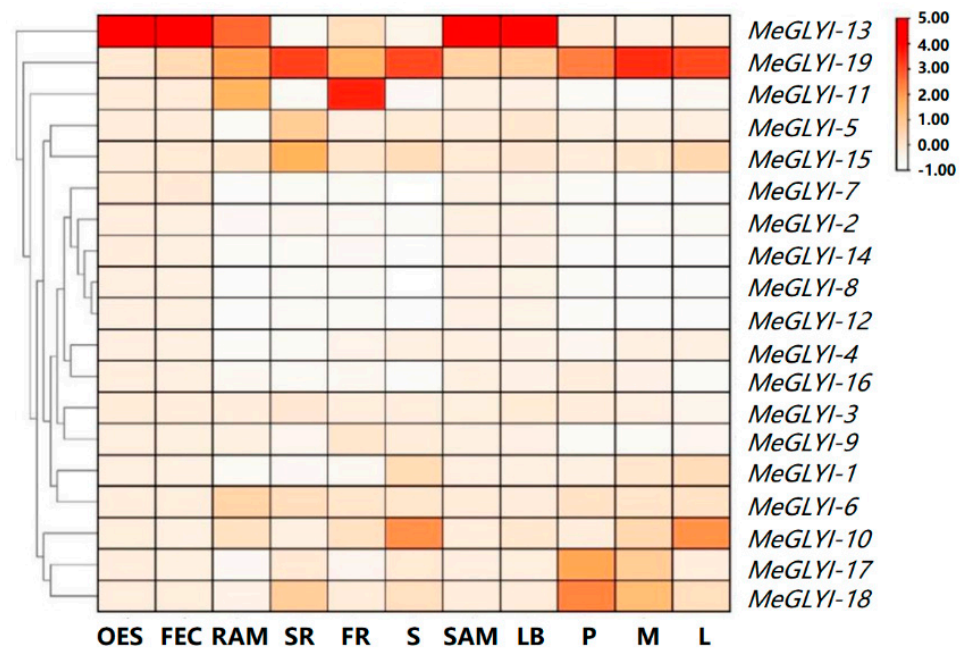 MeGLYI-13
MeGLYI-19
MeGLYI-11
MeGLYI-5
MeGLYI-15
MeGLYI-7
MeGLYI-2
MeGLYI-14
MeGLYI-8
MeGLYI-12
MeGLYI-4
MeGLYI-16
MeGLYI-3
MeGLYI-9
MeGLYI-1
MeGLYI-6
MeGLYI-10
MeGLYI-17
MeGLYI-18
5.00
4.00
3.00
2.00
1.00
0.00
-1.00
OES FEC RAM SR FR S SAM LB P M L